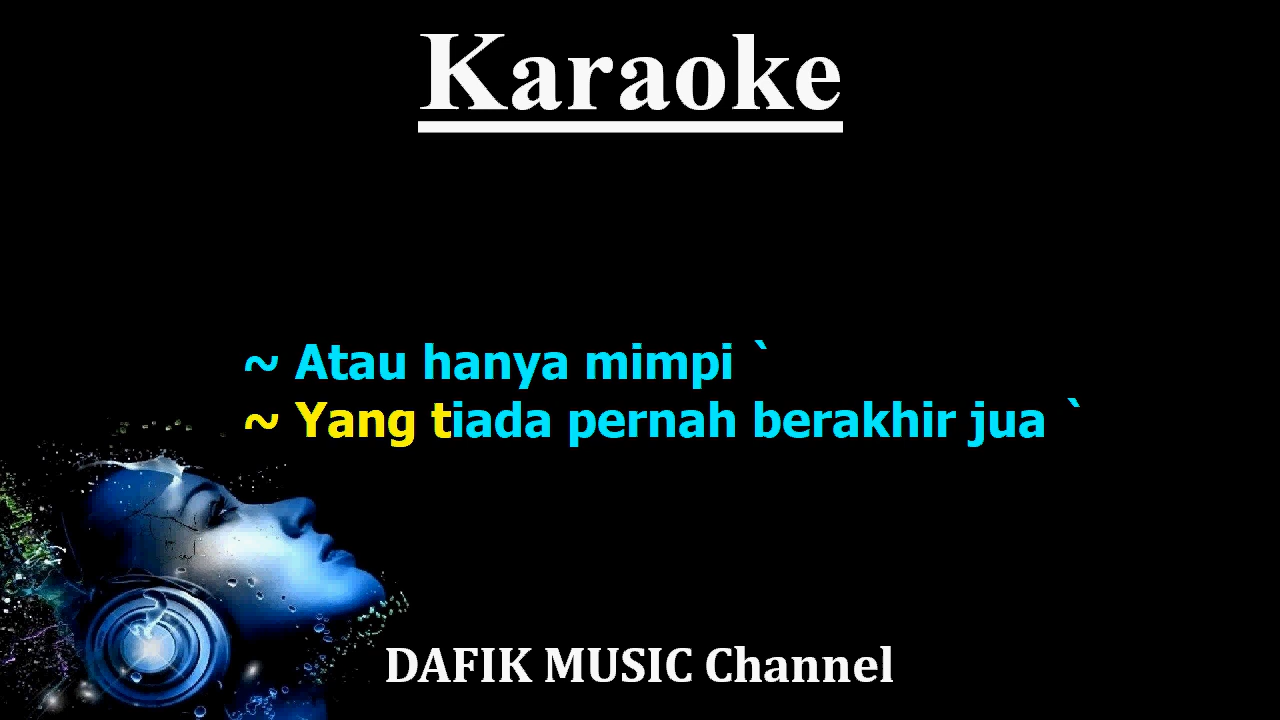 Karaoke
~ Atau hanya mimpi `
~ Yang tiada pernah berakhir jua `
DAFIK MUSIC Channel